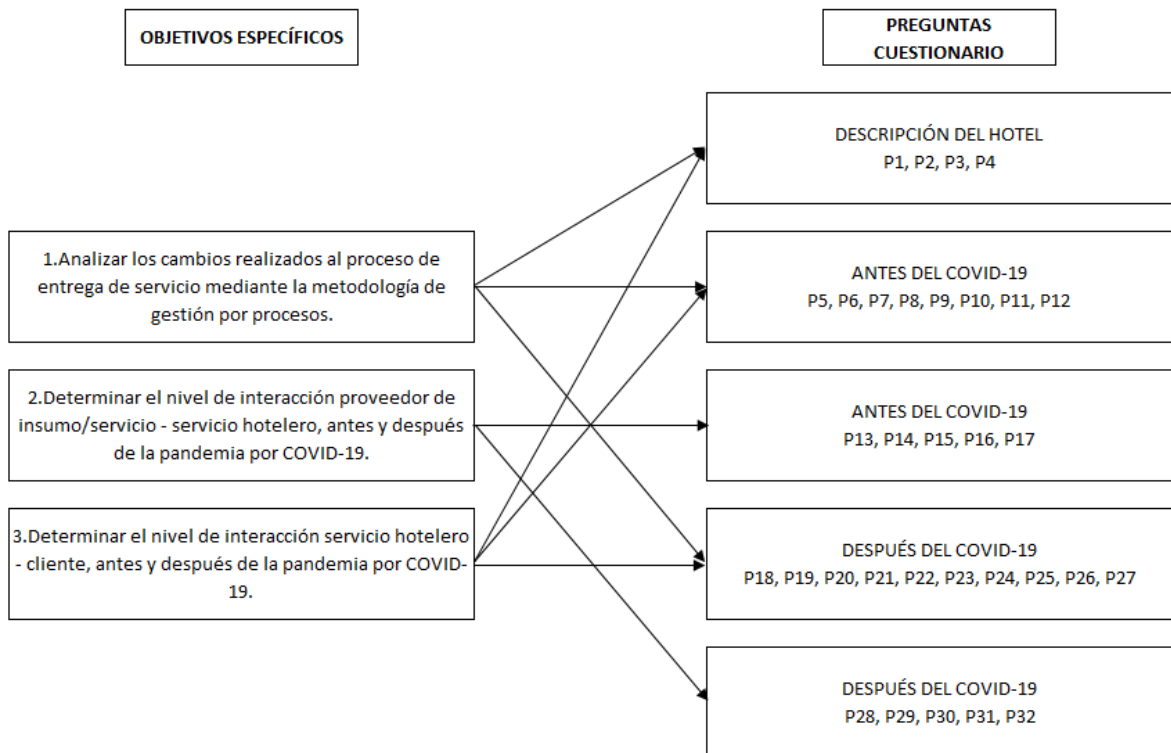 OBJETIVOS ESPECÍFICOS
PREGUNTAS
CUESTIONARIO
1.Analizar los cambios realizados al proceso de
entrega de servicio mediante la metodología de
gestión por procesos.
2.Determinar el nivel de interacción proveedor de
insumo/servicio - servicio hotelero, antes y después
de la pandemia por COVID-19.
3.Determinar el nivel de interacción servicio hotelero
- cliente, antes y después de la pandemia por COVID-
19.
DESCRIPCIÓN DEL HOTEL
P1, P2, P3, P4
ANTES DEL COVID-19
P5, P6, P7, P8, P9, P10, P11, P12
ANTES DEL COVID-19
P13, P14, P15, P16, P17
DESPUÉS DEL COVID-19
P18, P19, P20, P21, P22, P23, P24, P25, P26, P27
DESPUÉS DEL COVID-19
P28, P29, P30, P31, P32